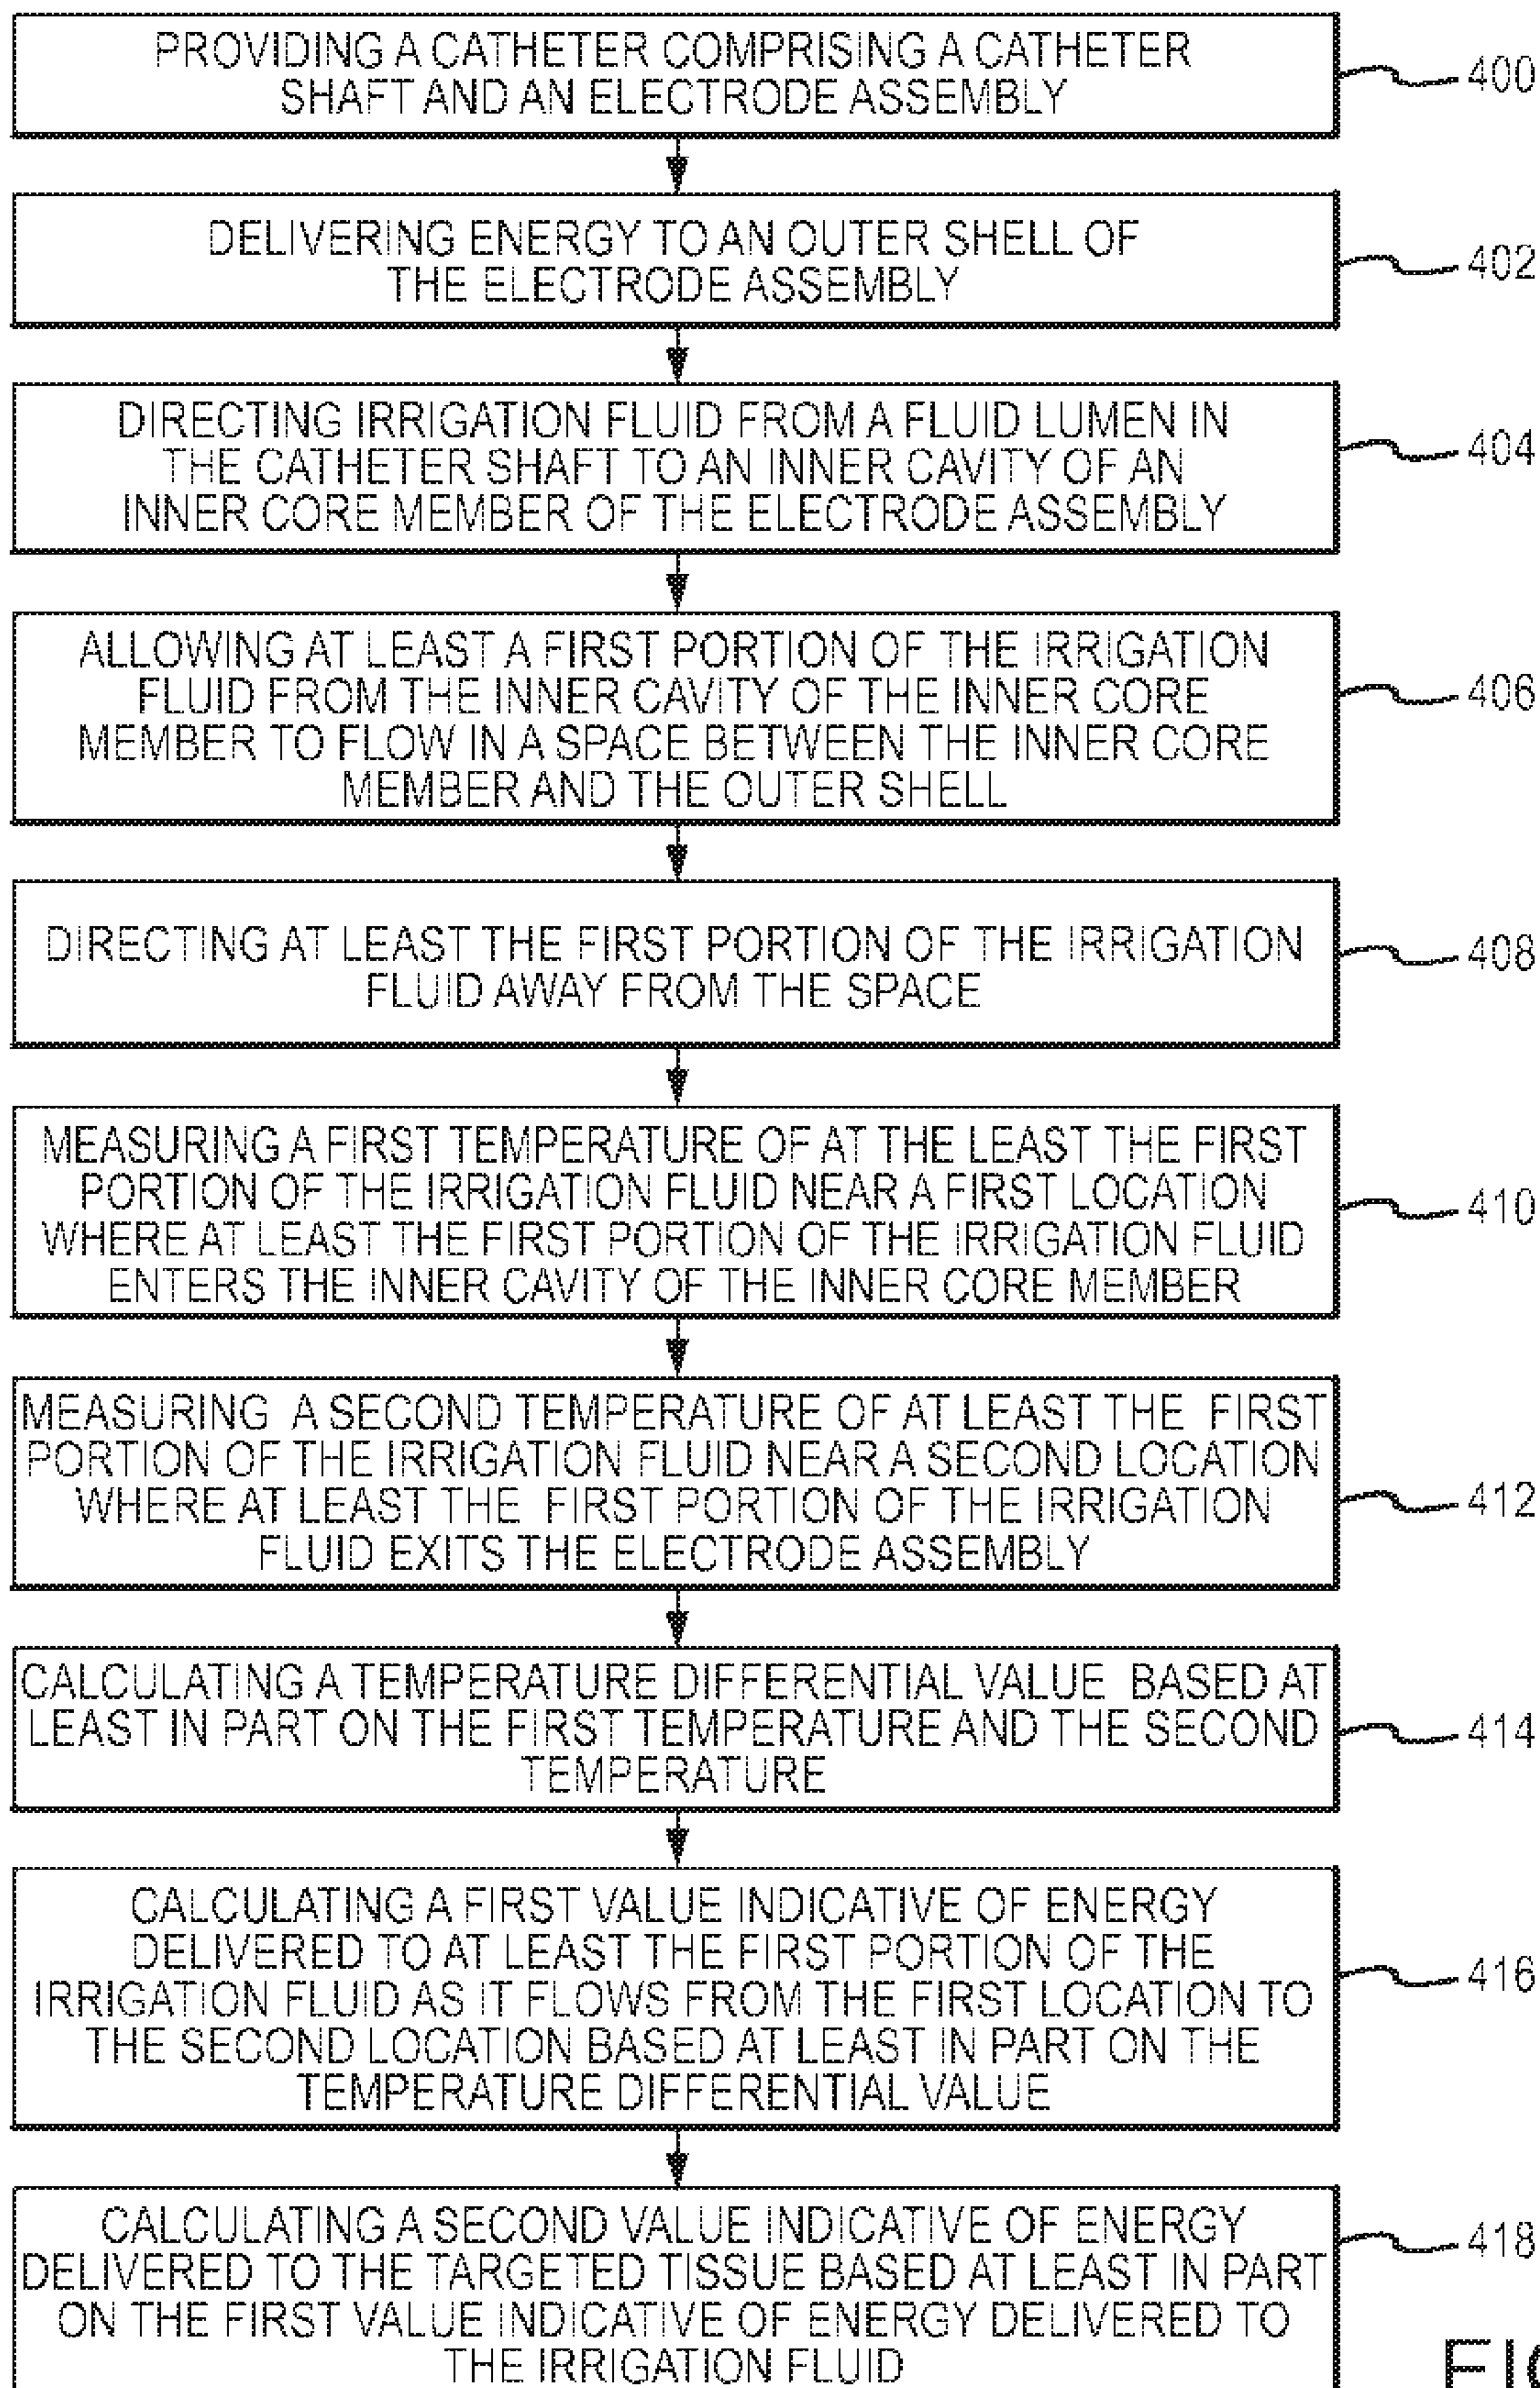 PROVIDING A CATHETER COMPRISING A CATHETER
SHAFT AND AN ELECTRODE ASSEMBLY
400
DELIVERING ENERGY TO AN OUTER SHELL OF
THE ELECTRODE ASSEMBLY
402
DIRECTING IRRIGATION FLUID FROM A FLUID LUMEN IN
THE CATHETER SHAFT TO AN INNER CAVITY OF AN
INNER CORE MEMBER OF THE ELECTRODE ASSEMBLY
404
ALLOWING AT LEAST A FIRST PORTION OF THE IRRIGATION
FLUID FROM THE INNER CAVITY OF THE INNER CORE
MEMBER TO FLOW IN A SPACE BETWEEN THE INNER CORE
MEMBER AND THE OUTER SHELL
406
DIRECTING AT LEAST THE FIRST PORTION OF THE IRRIGATION
FLUID AWAY FROM THE SPACE
408
MEASURING A FIRST TEMPERATURE OF AT THE LEAST THE FIRST
PORTION OF THE IRRIGATION FLUID NEAR A FIRST LOCATION
WHERE AT LEAST THE FIRST PORTION OF THE IRRIGATION FLUID
ENTERS THE INNER CAVITY OF THE INNER CORE MEMBER
410
MEASURING A SECOND TEMPERATURE OF AT LEAST THE FIRST
PORTION OF THE IRRIGATION FLUID NEAR A SECOND LOCATION
WHERE AT LEAST THE FIRST PORTION OF THE IRRIGATION
FLUID EXITS THE ELECTRODE ASSEMBLY
412
CALCULATING A TEMPERATURE DIFFERENTIAL VALUE BASED AT
LEAST IN PART ON THE FIRST TEMPERATURE AND THE SECOND
TEMPERATURE
414
CALCULATING A FIRST VALUE INDICATIVE OF ENERGY
DELIVERED TO AT LEAST THE FIRST PORTION OF THE
IRRIGATION FLUID AS IT FLOWS FROM THE FIRST LOCATION TO
THE SECOND LOCATION BASED AT LEAST IN PART ON THE
TEMPERATURE DIFFERENTIAL VALUE
416
CALCULATING A SECOND VALUE INDICATIVE OF ENERGY
DELIVERED TO THE TARGETED TISSUE BASED AT LEAST IN PART
ON THE FIRST VALUE INDICATIVE OF ENERGY DELIVERED TO
THE IRRIGATION FLUID
418